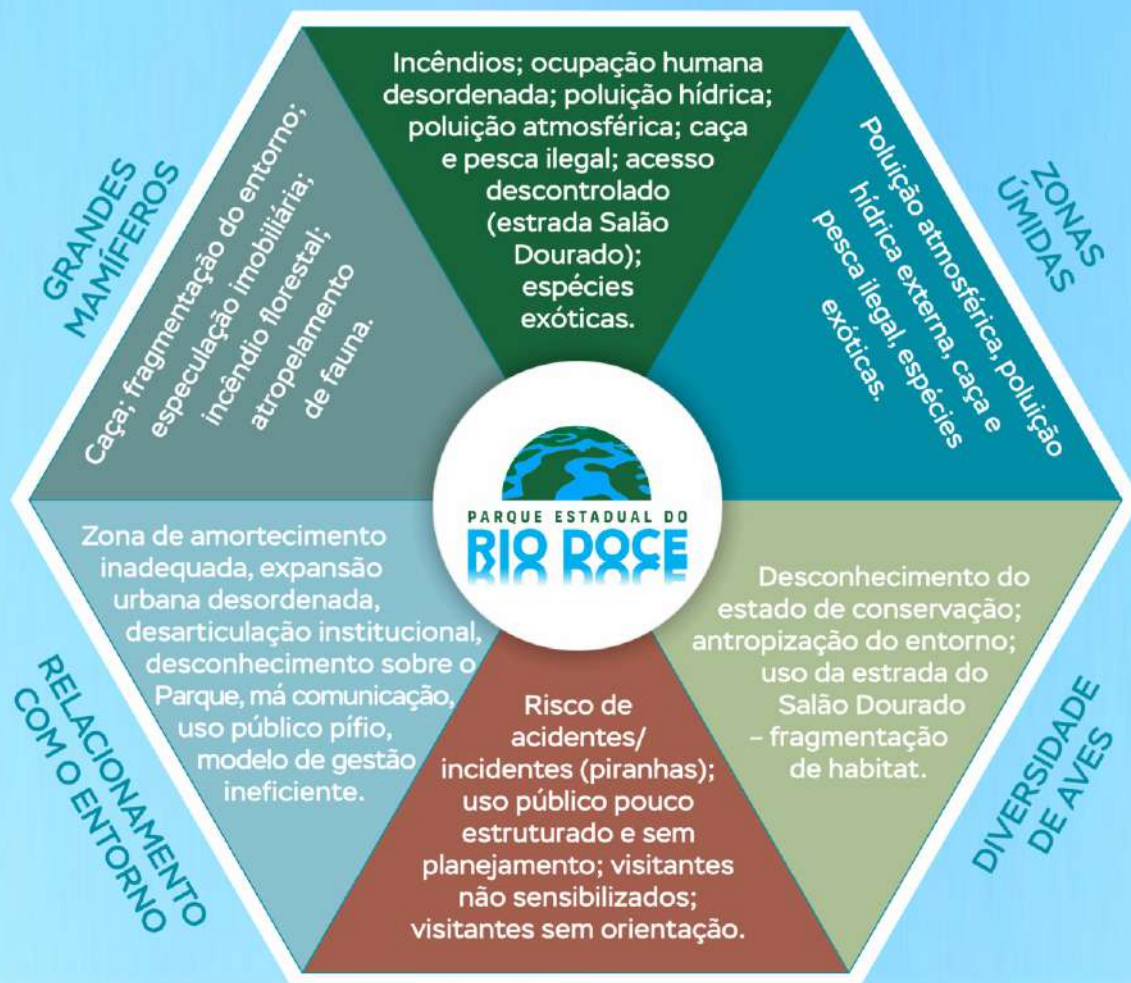 Incêndios; ocupação humana
desordenada; poluição hídrica;
poluição atmosférica; caça
e pesca ilegal; acesso
descontrolado
(estrada Salão
Dourado);
espécies
exóticas.
GRANDES
MAMÍFEROS
Caça; fragmentação do entorno;
especulação imobiliária;
incêndio florestal;
atropelamento
de fauna.
ZONAS
ÚMIDAS
Poluição atmosférica, poluição
hídrica externa, caça e
pesca ilegal, espécies
exóticas.
PARQUE ESTADUAL DO
RIO DOCE
RELACIONAMENTO
COM O ENTORNO
Zona de amortecimento
inadequada, expansão
urbana desordenada,
desarticulação institucional,
desconhecimento sobre o
Parque, má comunicação,
uso público pífio,
modelo de gestão
ineficiente.
Risco de
acidentes/
incidentes (piranhas);
uso público pouco
estruturado e sem
planejamento; visitantes
não sensibilizados;
visitantes sem orientação.
Desconhecimento do
estado de conservação;
antropização do entorno;
uso da estrada do
Salão Dourado
– fragmentação
de habitat.
DIVERSIDADE
DE AVES